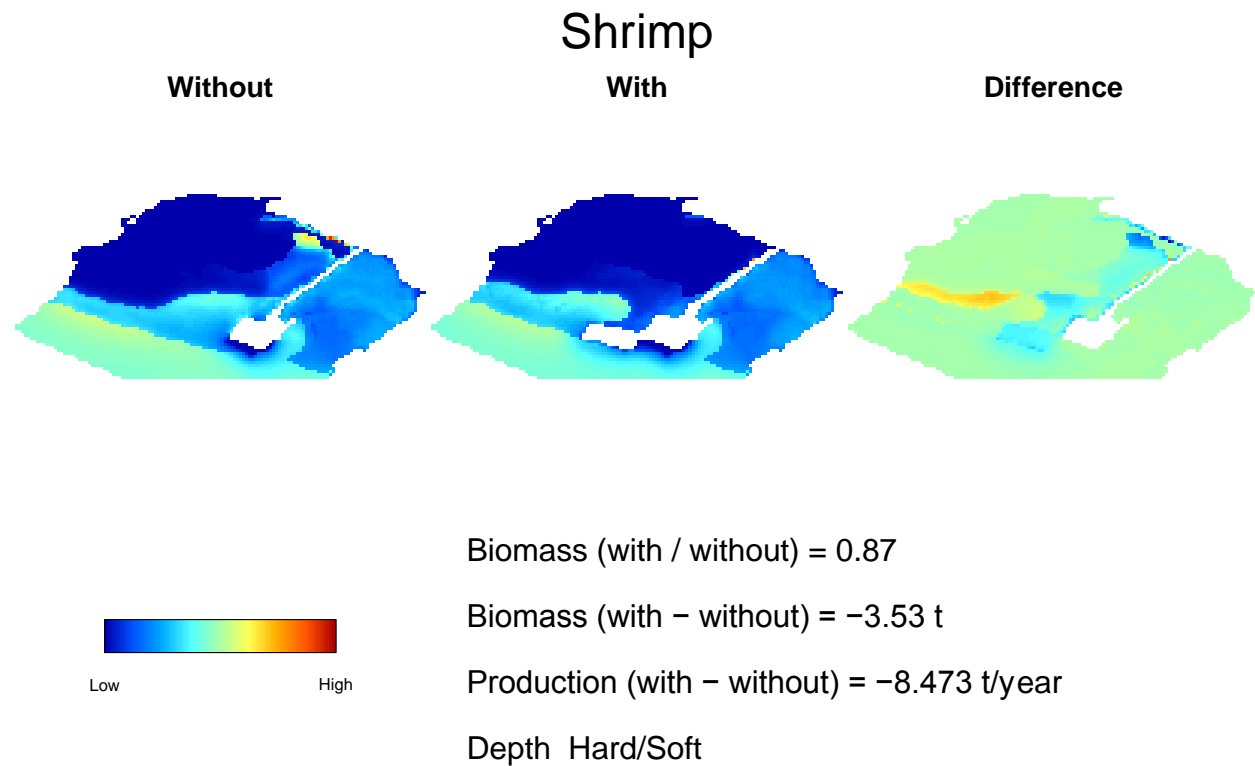 Shrimp
Without
With
Difference
Biomass (with / without) = 0.87
Biomass (with − without) = −3.53 t
Low
High
Production (with − without) = −8.473 t/year
Depth  Hard/Soft